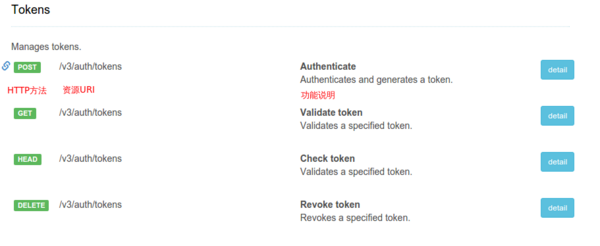 Tokens
Manages tokens.
POST /v3/auth/tokens Authenticate detail
Authenticates and generates a token.
HTTP方法 资源URI 功能说明
GET /v3/auth/tokens Validate token detail
Validates a specified token.
HEAD /v3/auth/tokens Check token detail
Validates a specified token.
DELETE /v3/auth/tokens Revoke token detail
Revokes a specified token.